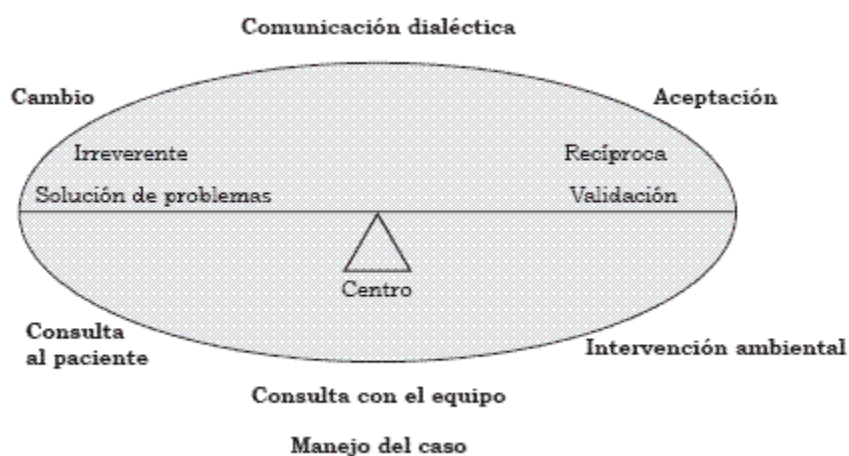 Comunicación dialéctica
Cambio
Aceptación
Irreverente
Recíproca
Solución de problemas
Validación
Centro
Consulta
al paciente
Intervención ambiental
Consulta con el equipo
Manejo del caso